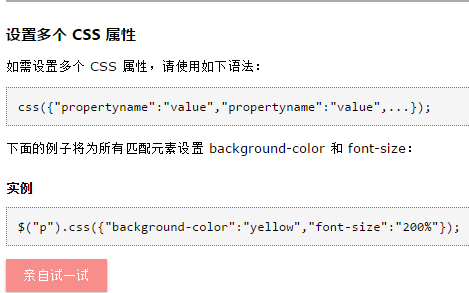 设置多个 CSS 属性
如需设置多个 CSS 属性，请使用如下语法：
css({"propertyname":"value","propertyname":"value",...});
下面的例子将为所有匹配元素设置 background-color 和 font-size：
实例
$("p").css({"background-color":"yellow","font-size":"200%"});
亲自试一试